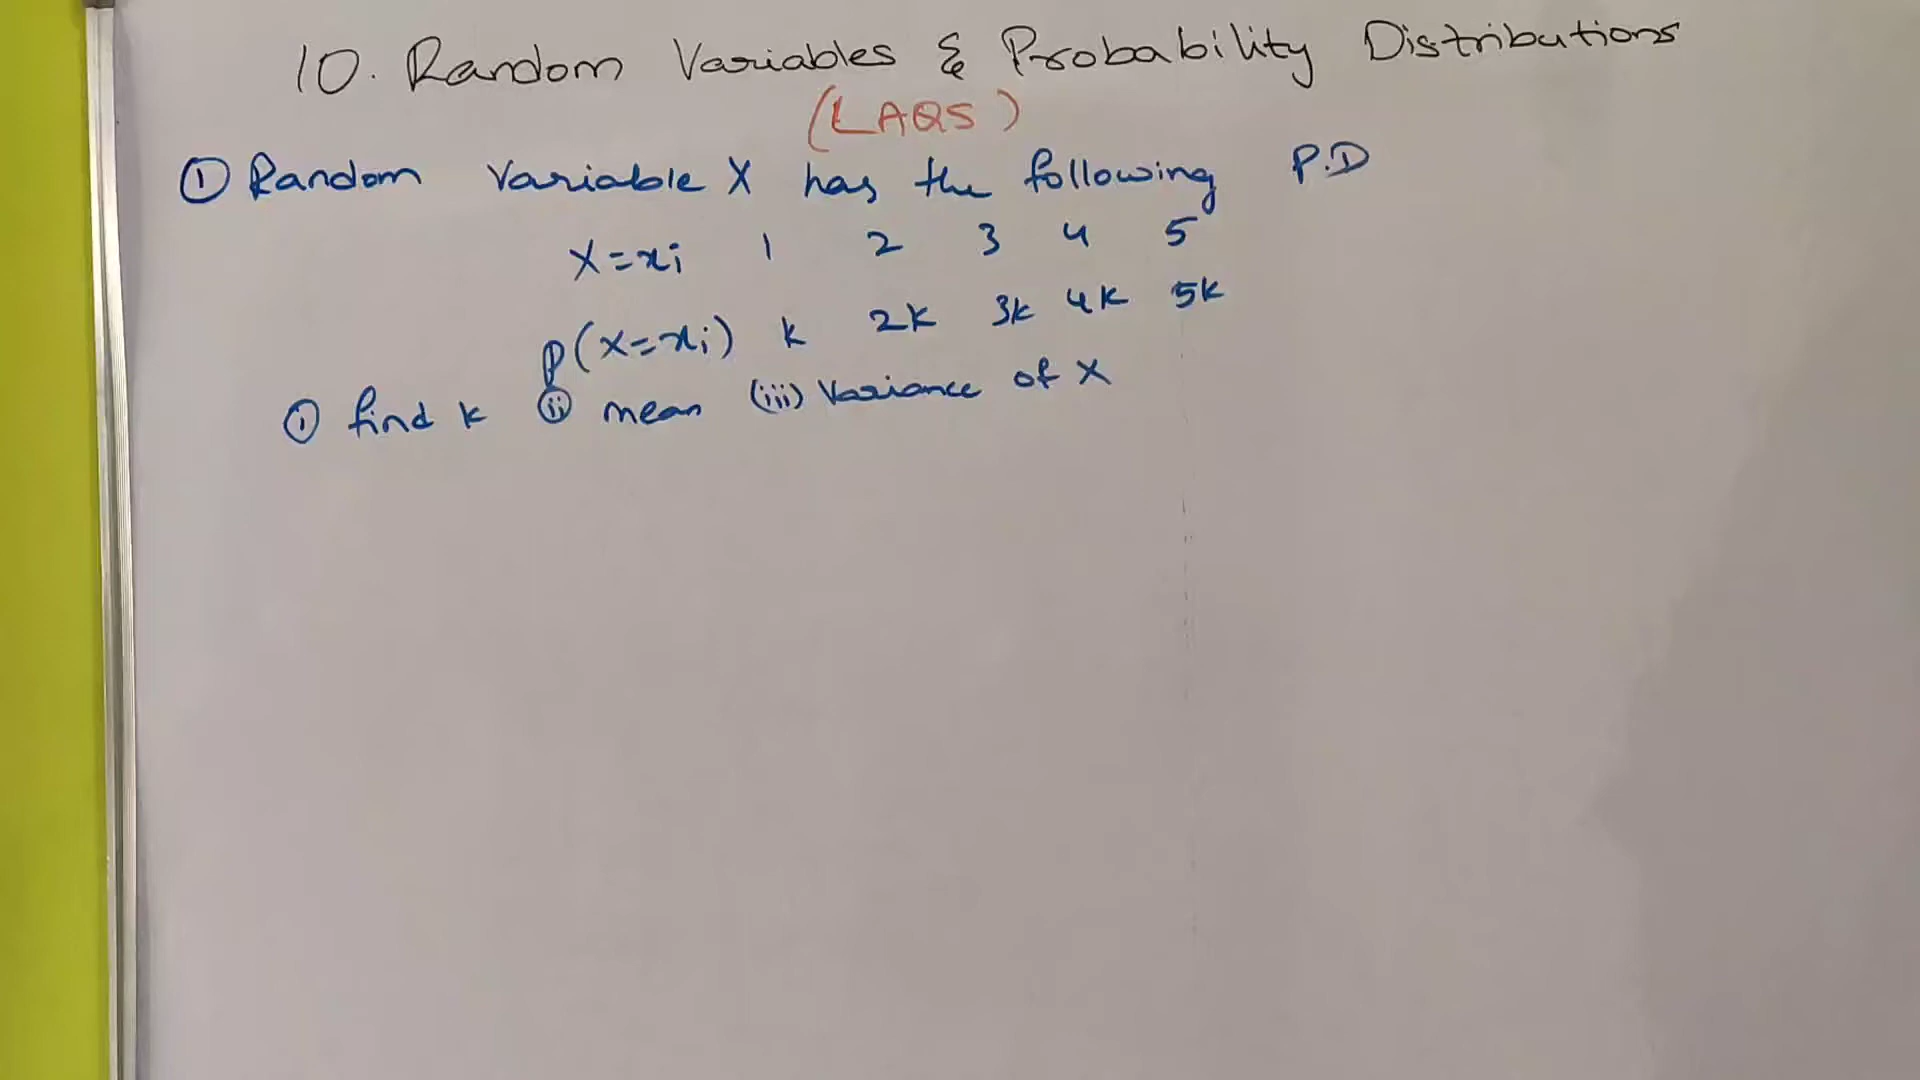 10. Random Variables & Probability Distributions
(LAQS)
① Random Variable X has the following P.D
X=xi 1 2 3 4 5
P(X=xi) k 2k 3k 4k 5k
① find k ⅱ mean (iii) Variance of X